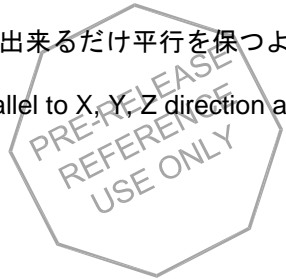 出来るだけ平行を保つよ
allel to X, Y, Z direction a
PRE-RELEASE
REFERENCE
USE ONLY